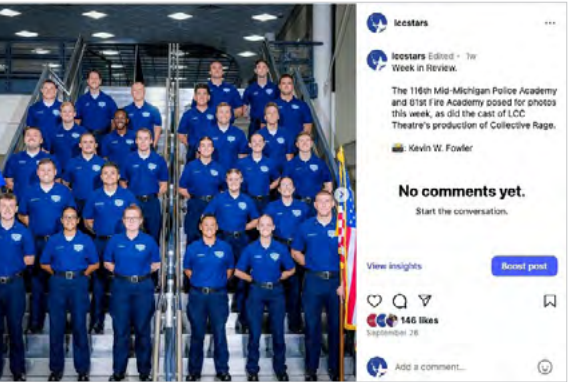 lccstars
lccstars Edited · 1w
Week in Review.
The 116th Mid-Michigan Police Academy
and 61st Fire Academy posed for photos
this week, as did the cast of LCC
Theatre's production of Collective Rage.
📸: Kevin W. Fowler
No comments yet.
Start the conversation.
View insights
Boost post
146 likes
September 28
Add a comment...